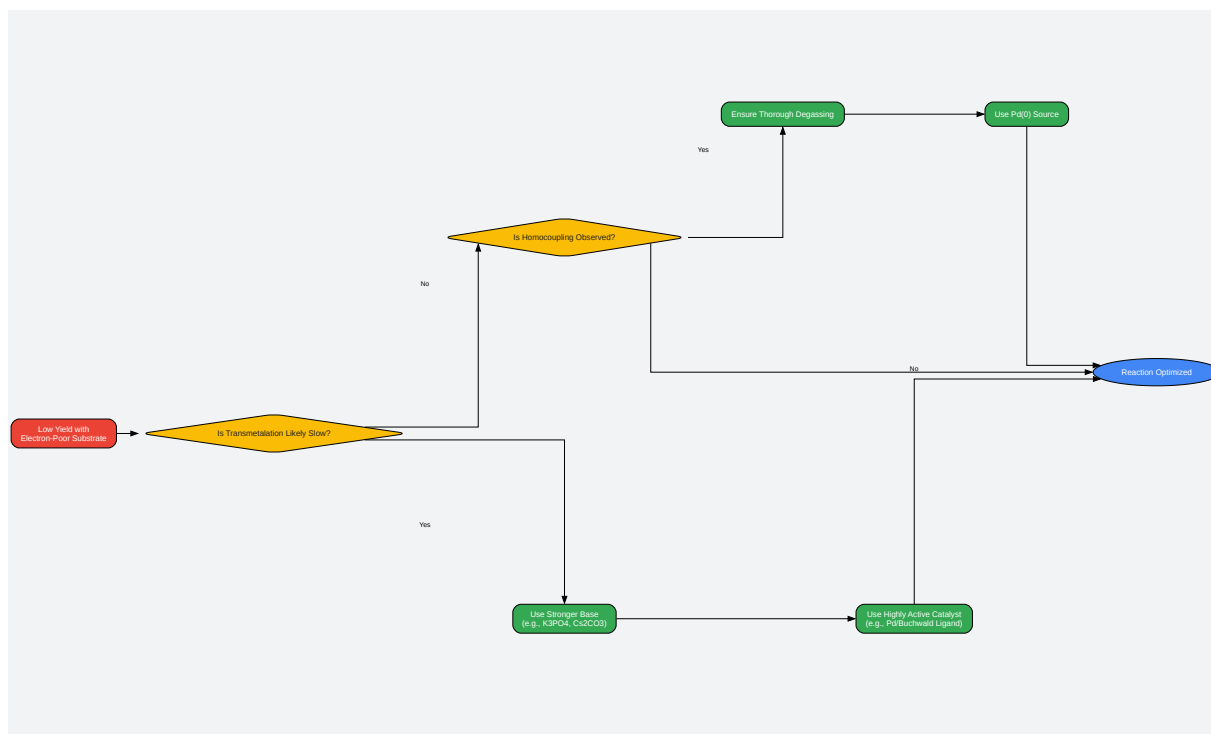 Ensure Thorough Degassing
Use Pd(0) Source
Yes
Is Homocoupling Observed?
No
No
Reaction Optimized
Low Yield with
Electron-Poor Substrate
Is Transmetalation Likely Slow?
Yes
Use Stronger Base
(e.g., K3PO4, Cs2CO3)
Use Highly Active Catalyst
(e.g., Pd/Buchwald Ligand)